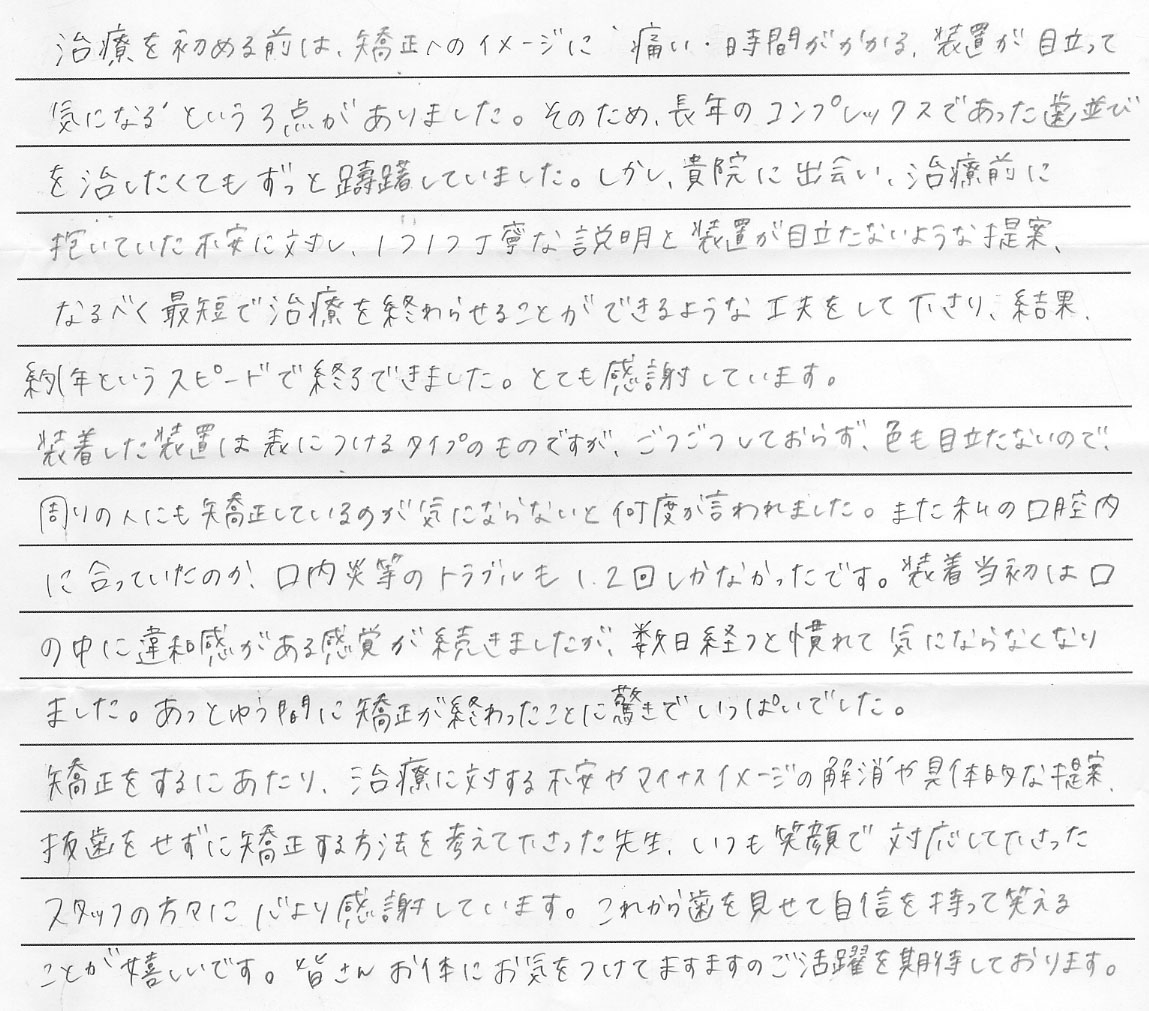 治療を初める前は、矯正へのイメージに“痛い・時間がかかる、装置が目立って
気になる”という3点がありました。そのため、長年のコンプレックスであった歯並び
を治したくてもずっと躊躇していました。しかし、貴院に出会い、治療前に
抱いていた不安に対し、1つ1つ丁寧な説明と装置が目立たないような提案、
なるべく最短で治療を終わらせることができるような工夫をして下さり、結果、
約1年というスピードで終了できました。とても感謝しています。
装着した装置は表につけるタイプのものですが、ごつごつしておらず、色も目立たないので、
周りの人にも矯正しているのが気にならないと何度か言われました。また私の口腔内
に合っていたのか、口内炎等のトラブルも1、2回しかなかったです。装着当初は口
の中に違和感がある感覚が続きましたが、数日経つと慣れて気にならなくなり
ました。あっとゆう間に矯正が終わったことに驚きでいっぱいでした。
矯正をするにあたり、治療に対する不安やマイナスイメージの解消や具体的な提案、
抜歯をせずに矯正する方法を考えて下さった先生、いつも笑顔で対応して下さった
スタッフの方々に心より感謝しています。これから歯を見せて自信を持って笑える
ことが嬉しいです。皆さんお体にお気をつけてますますのご活躍を期待しております。